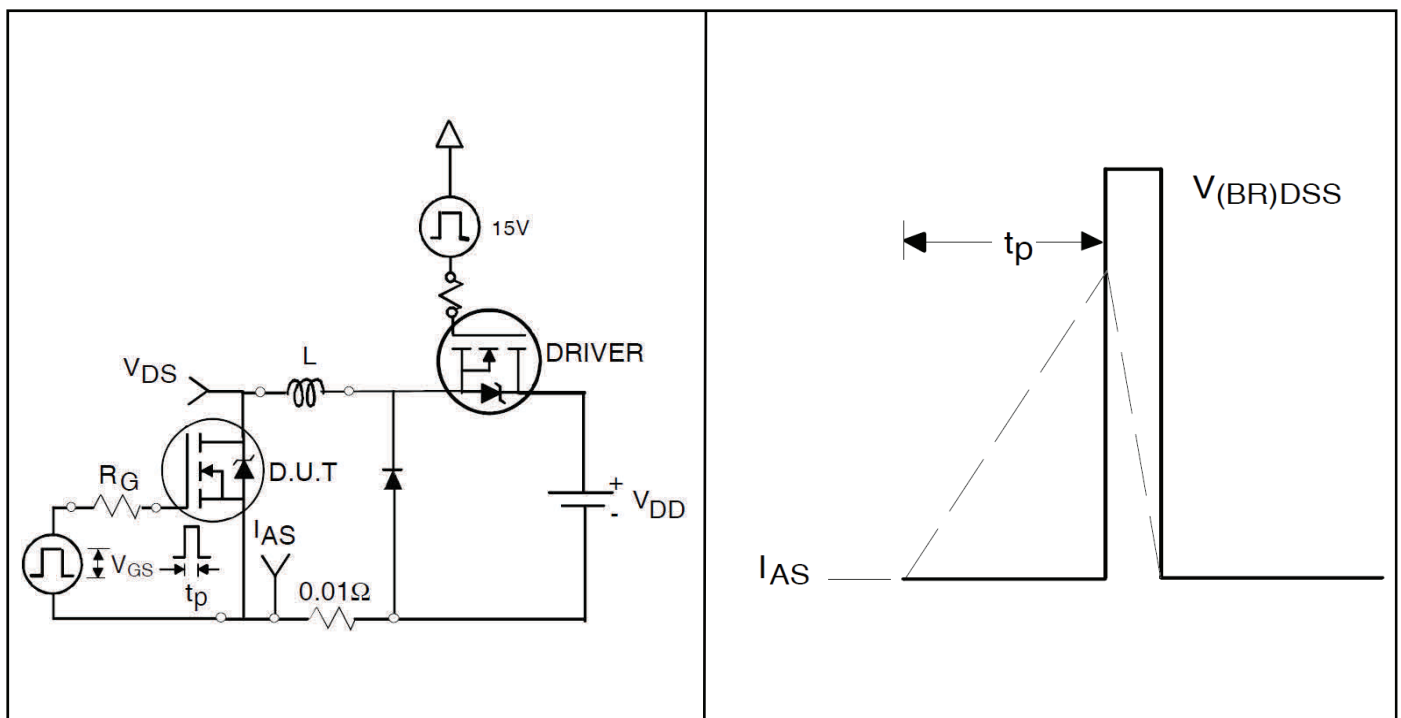 15V
DRIVER
L
VDS
RG
D.U.T
+
-
VDD
IAS
VGS
tp
0.01Ω
V(BR)DSS
tp
IAS